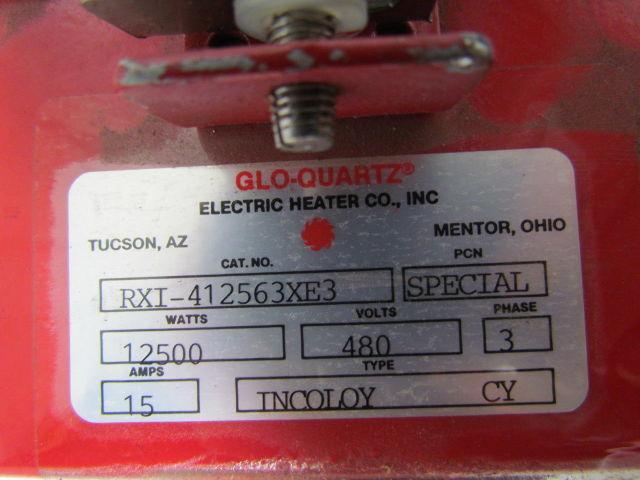 GLO-QUARTZ®
ELECTRIC HEATER CO., INC
TUCSON, AZ MENTOR, OHIO
CAT. NO. PCN
RXI-412563XE3 SPECIAL
WATTS VOLTS PHASE
12500 480 3
AMPS TYPE
15 INCOLOY CY